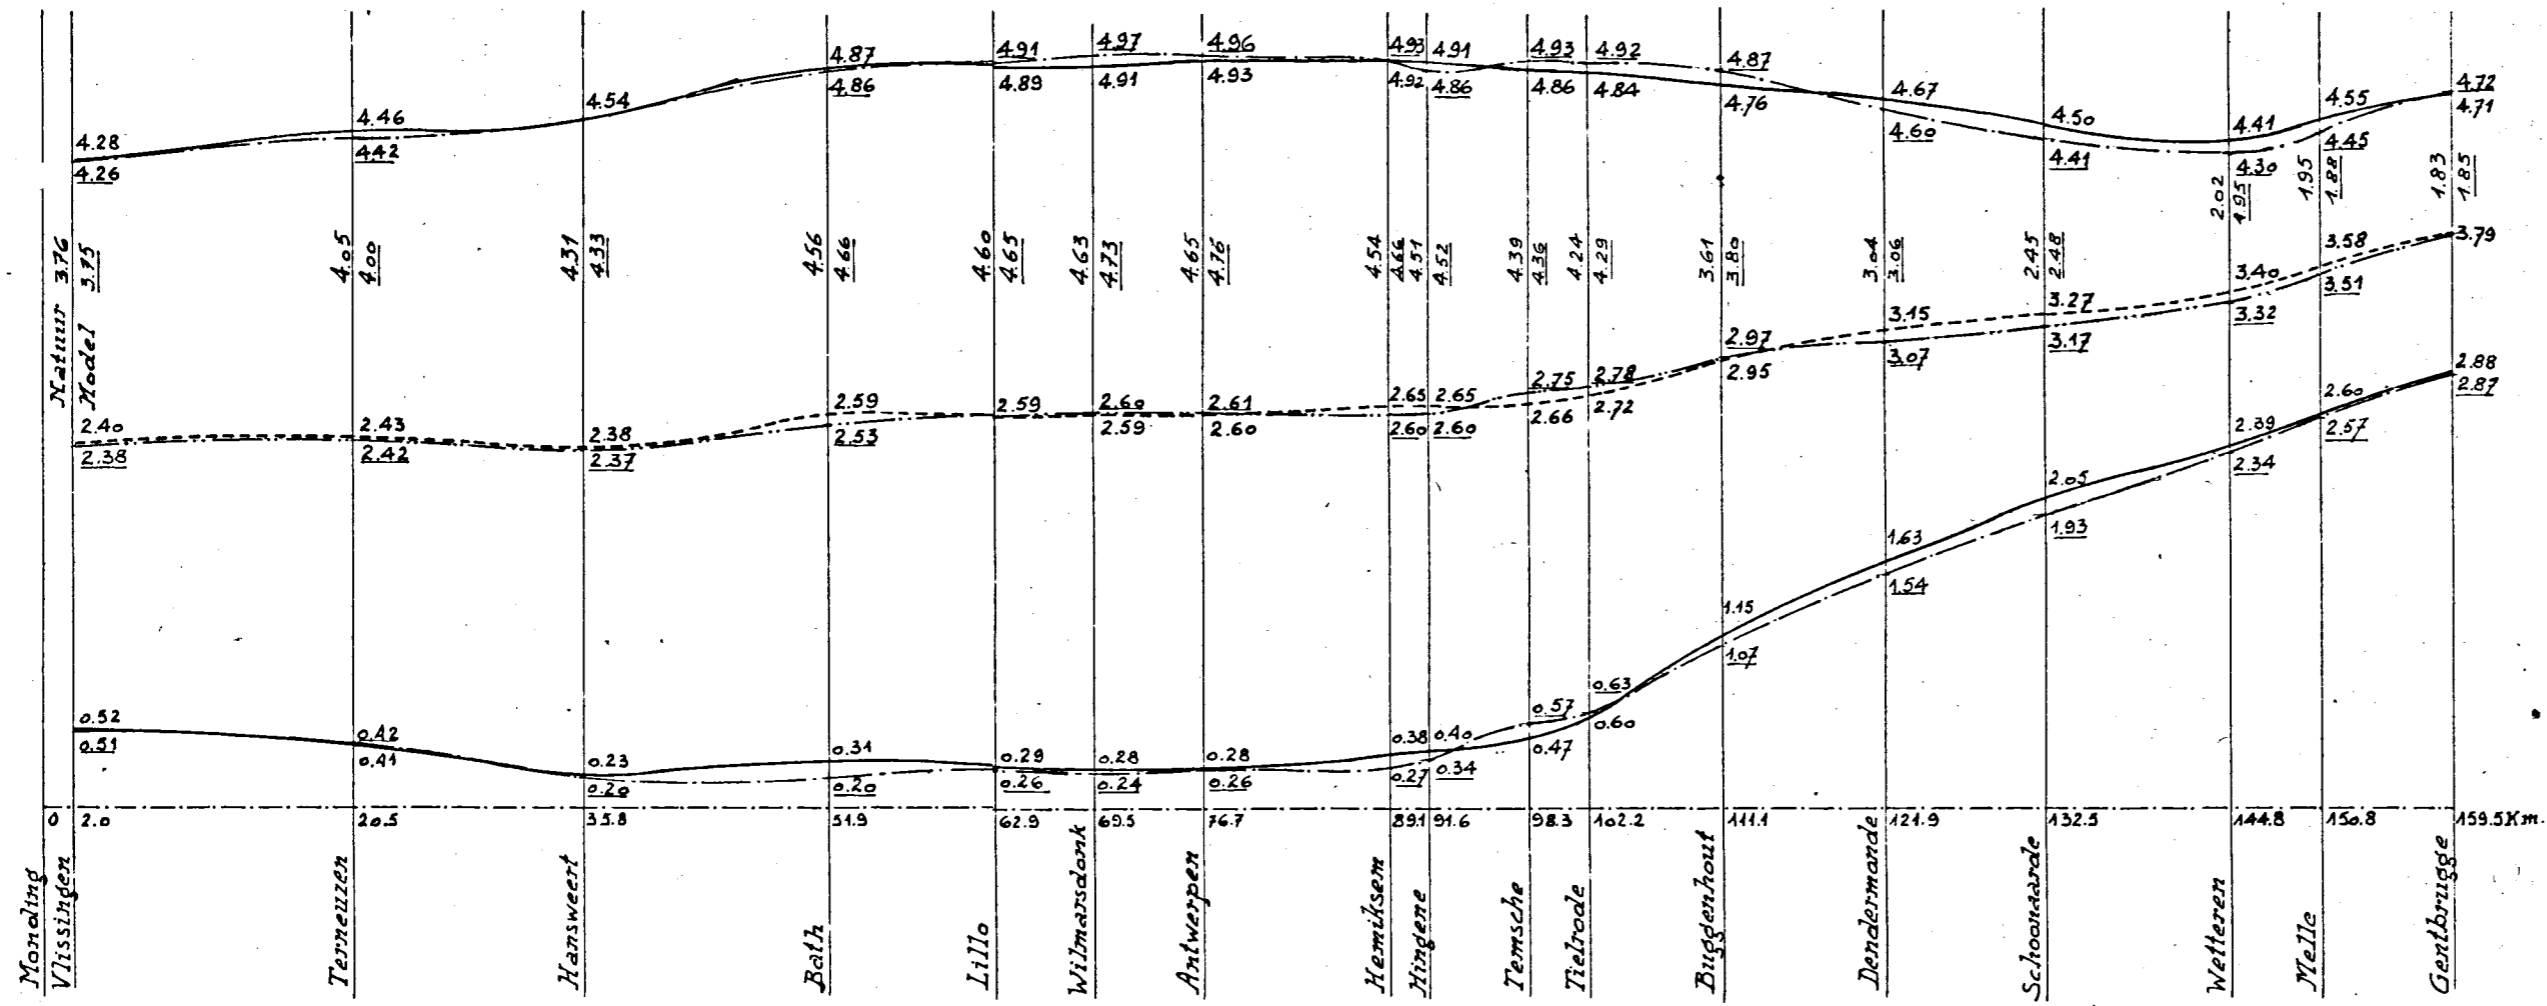 4.28 4.46 4.54 4.87 4.91 4.97 4.96 4.93 4.91 4.93 4.92 4.87 4.67 4.50 4.41 4.55 4.72
4.26 4.42 4.86 4.89 4.91 4.93 4.92 4.86 4.86 4.84 4.76 4.60 4.41 4.30 4.45 4.71
Natuur 3.76 4.05 4.31 4.56 4.60 4.63 4.65 4.54 4.51 4.39 4.24 3.61 3.04 2.45 2.02 1.95 1.83
Model 3.75 4.00 4.33 4.66 4.65 4.73 4.76 4.66 4.52 4.36 4.29 3.80 3.06 2.48 1.88 1.85
2.40 2.43 2.38 2.59 2.59 2.60 2.61 2.65 2.65 2.75 2.78 2.97 3.15 3.27 3.40 3.58 3.79
2.38 2.42 2.37 2.53 2.59 2.60 2.60 2.60 2.66 2.72 2.95 3.07 3.17 3.32 3.51
0.52 0.42 0.23 0.31 0.29 0.28 0.28 0.38 0.40 0.57 0.63 1.15 1.63 2.05 2.39 2.60 2.88
0.51 0.41 0.20 0.20 0.26 0.24 0.26 0.27 0.34 0.47 0.60 1.07 1.54 1.93 2.34 2.57 2.87
0 2.0 20.5 35.8 51.9 62.9 69.5 76.7 89.1 91.6 98.3 102.2 111.1 121.9 132.5 144.8 150.8 159.5 Km.
Monding
Vlissingen
Terneuzen
Hansweert
Bath
Lillo
Wilmarsdonk
Antwerpen
Hemiksem
Hingene
Temsche
Tielrode
Buggenhout
Dendermonde
Schoonaarde
Wetteren
Melle
Gentbrugge